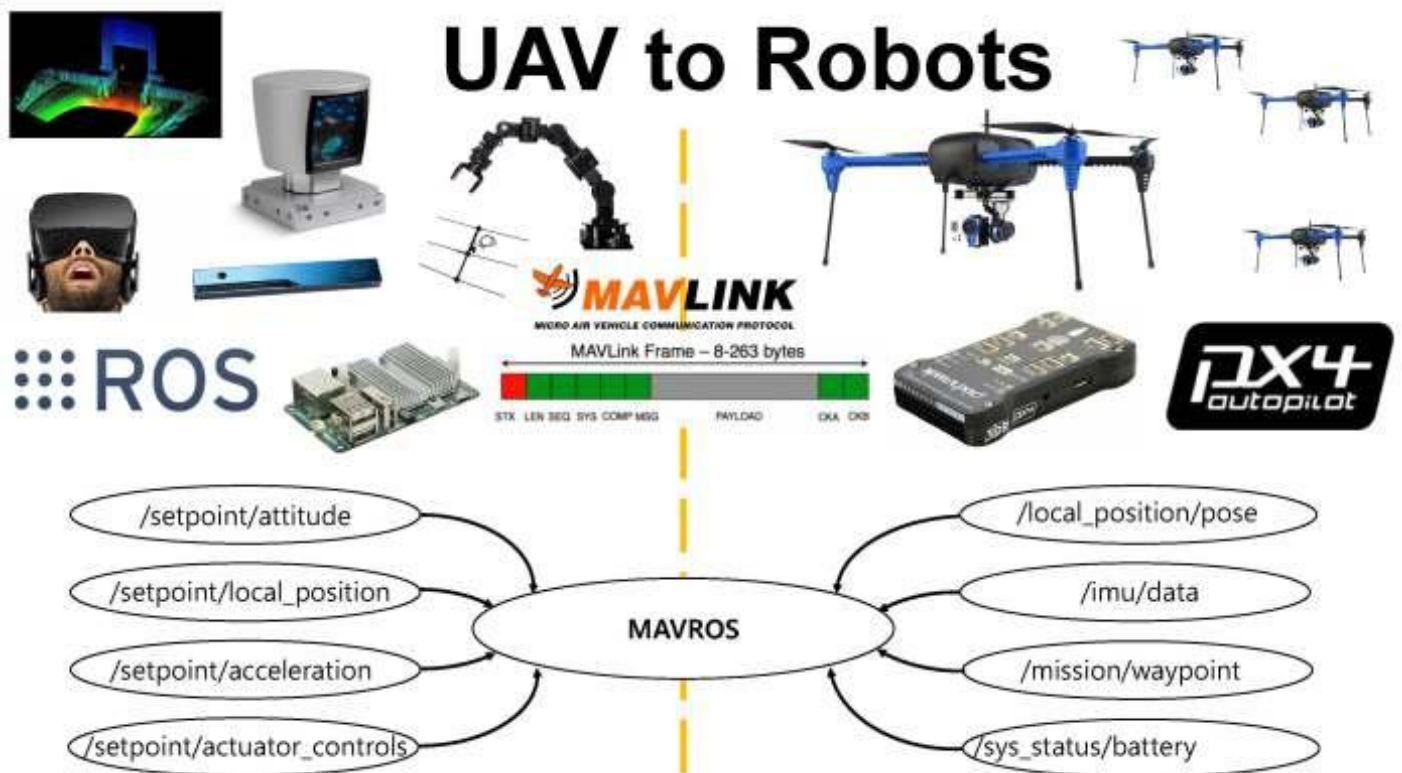 UAV to Robots
MAVLINK
MICRO AIR VEHICLE COMMUNICATION PROTOCOL
MAVLink Frame – 8-263 bytes
STX LEN SEQ SYS COMP MSG PAYLOAD CKA CKB
ROS
pixhawk
px4
autopilot
/setpoint/attitude
/setpoint/local_position
/setpoint/acceleration
/setpoint/actuator_controls
MAVROS
/local_position/pose
/imu/data
/mission/waypoint
/sys_status/battery